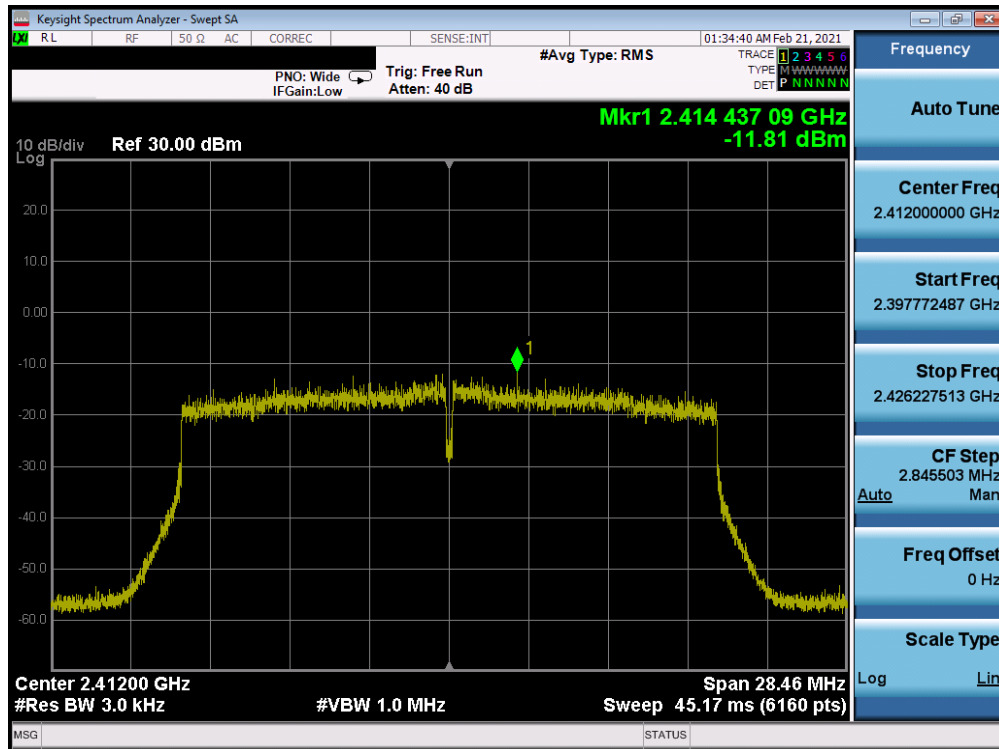 Keysight Spectrum Analyzer - Swept SA
LXI RL RF 50 Ω AC CORREC SENSE:INT 01:34:40 AM Feb 21, 2021
PNO: Wide Trig: Free Run #Avg Type: RMS TRACE 1 2 3 4 5 6
IFGain:Low Atten: 40 dB TYPE M WWWWW
DET P N N N N N
Mkr1 2.414 437 09 GHz
-11.81 dBm
10 dB/div Ref 30.00 dBm
Log
20.0
10.0
0.00
-10.0
-20.0
-30.0
-40.0
-50.0
-60.0
1
Center 2.41200 GHz Span 28.46 MHz
#Res BW 3.0 kHz #VBW 1.0 MHz Sweep 45.17 ms (6160 pts)
MSG STATUS
Frequency
Auto Tune
Center Freq
2.412000000 GHz
Start Freq
2.397772487 GHz
Stop Freq
2.426227513 GHz
CF Step
2.845503 MHz
Auto Man
Freq Offset
0 Hz
Scale Type
Log Lin